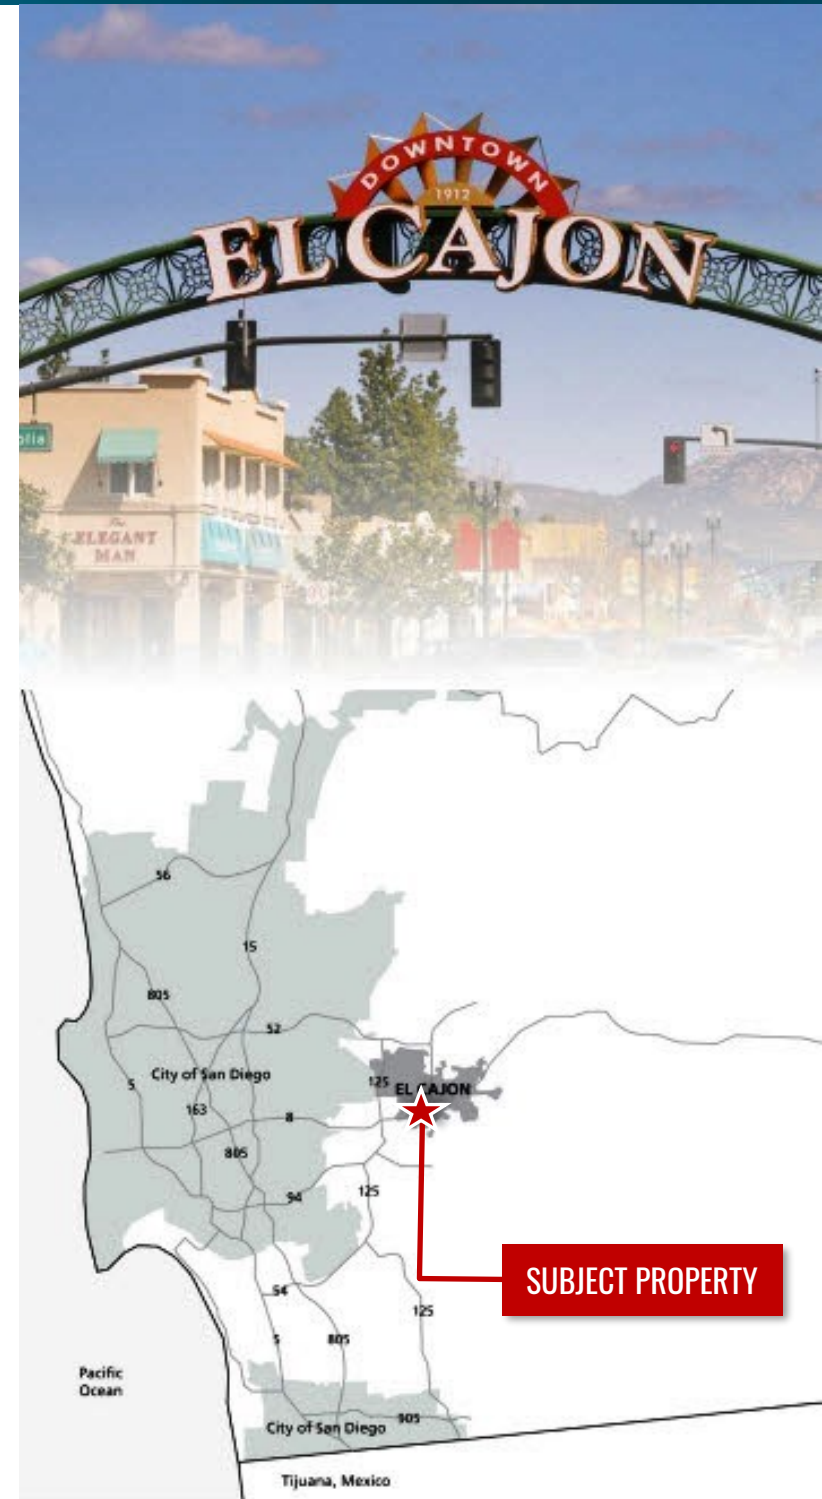 DOWNTOWN
1912
EL CAJON
The
ELEGANT
MAN
56
15
805
52
City of San Diego
125
EL CAJON
5
163
8
805
94
125
SUBJECT PROPERTY
54
125
5
805
Pacific
Ocean
905
City of San Diego
Tijuana, Mexico